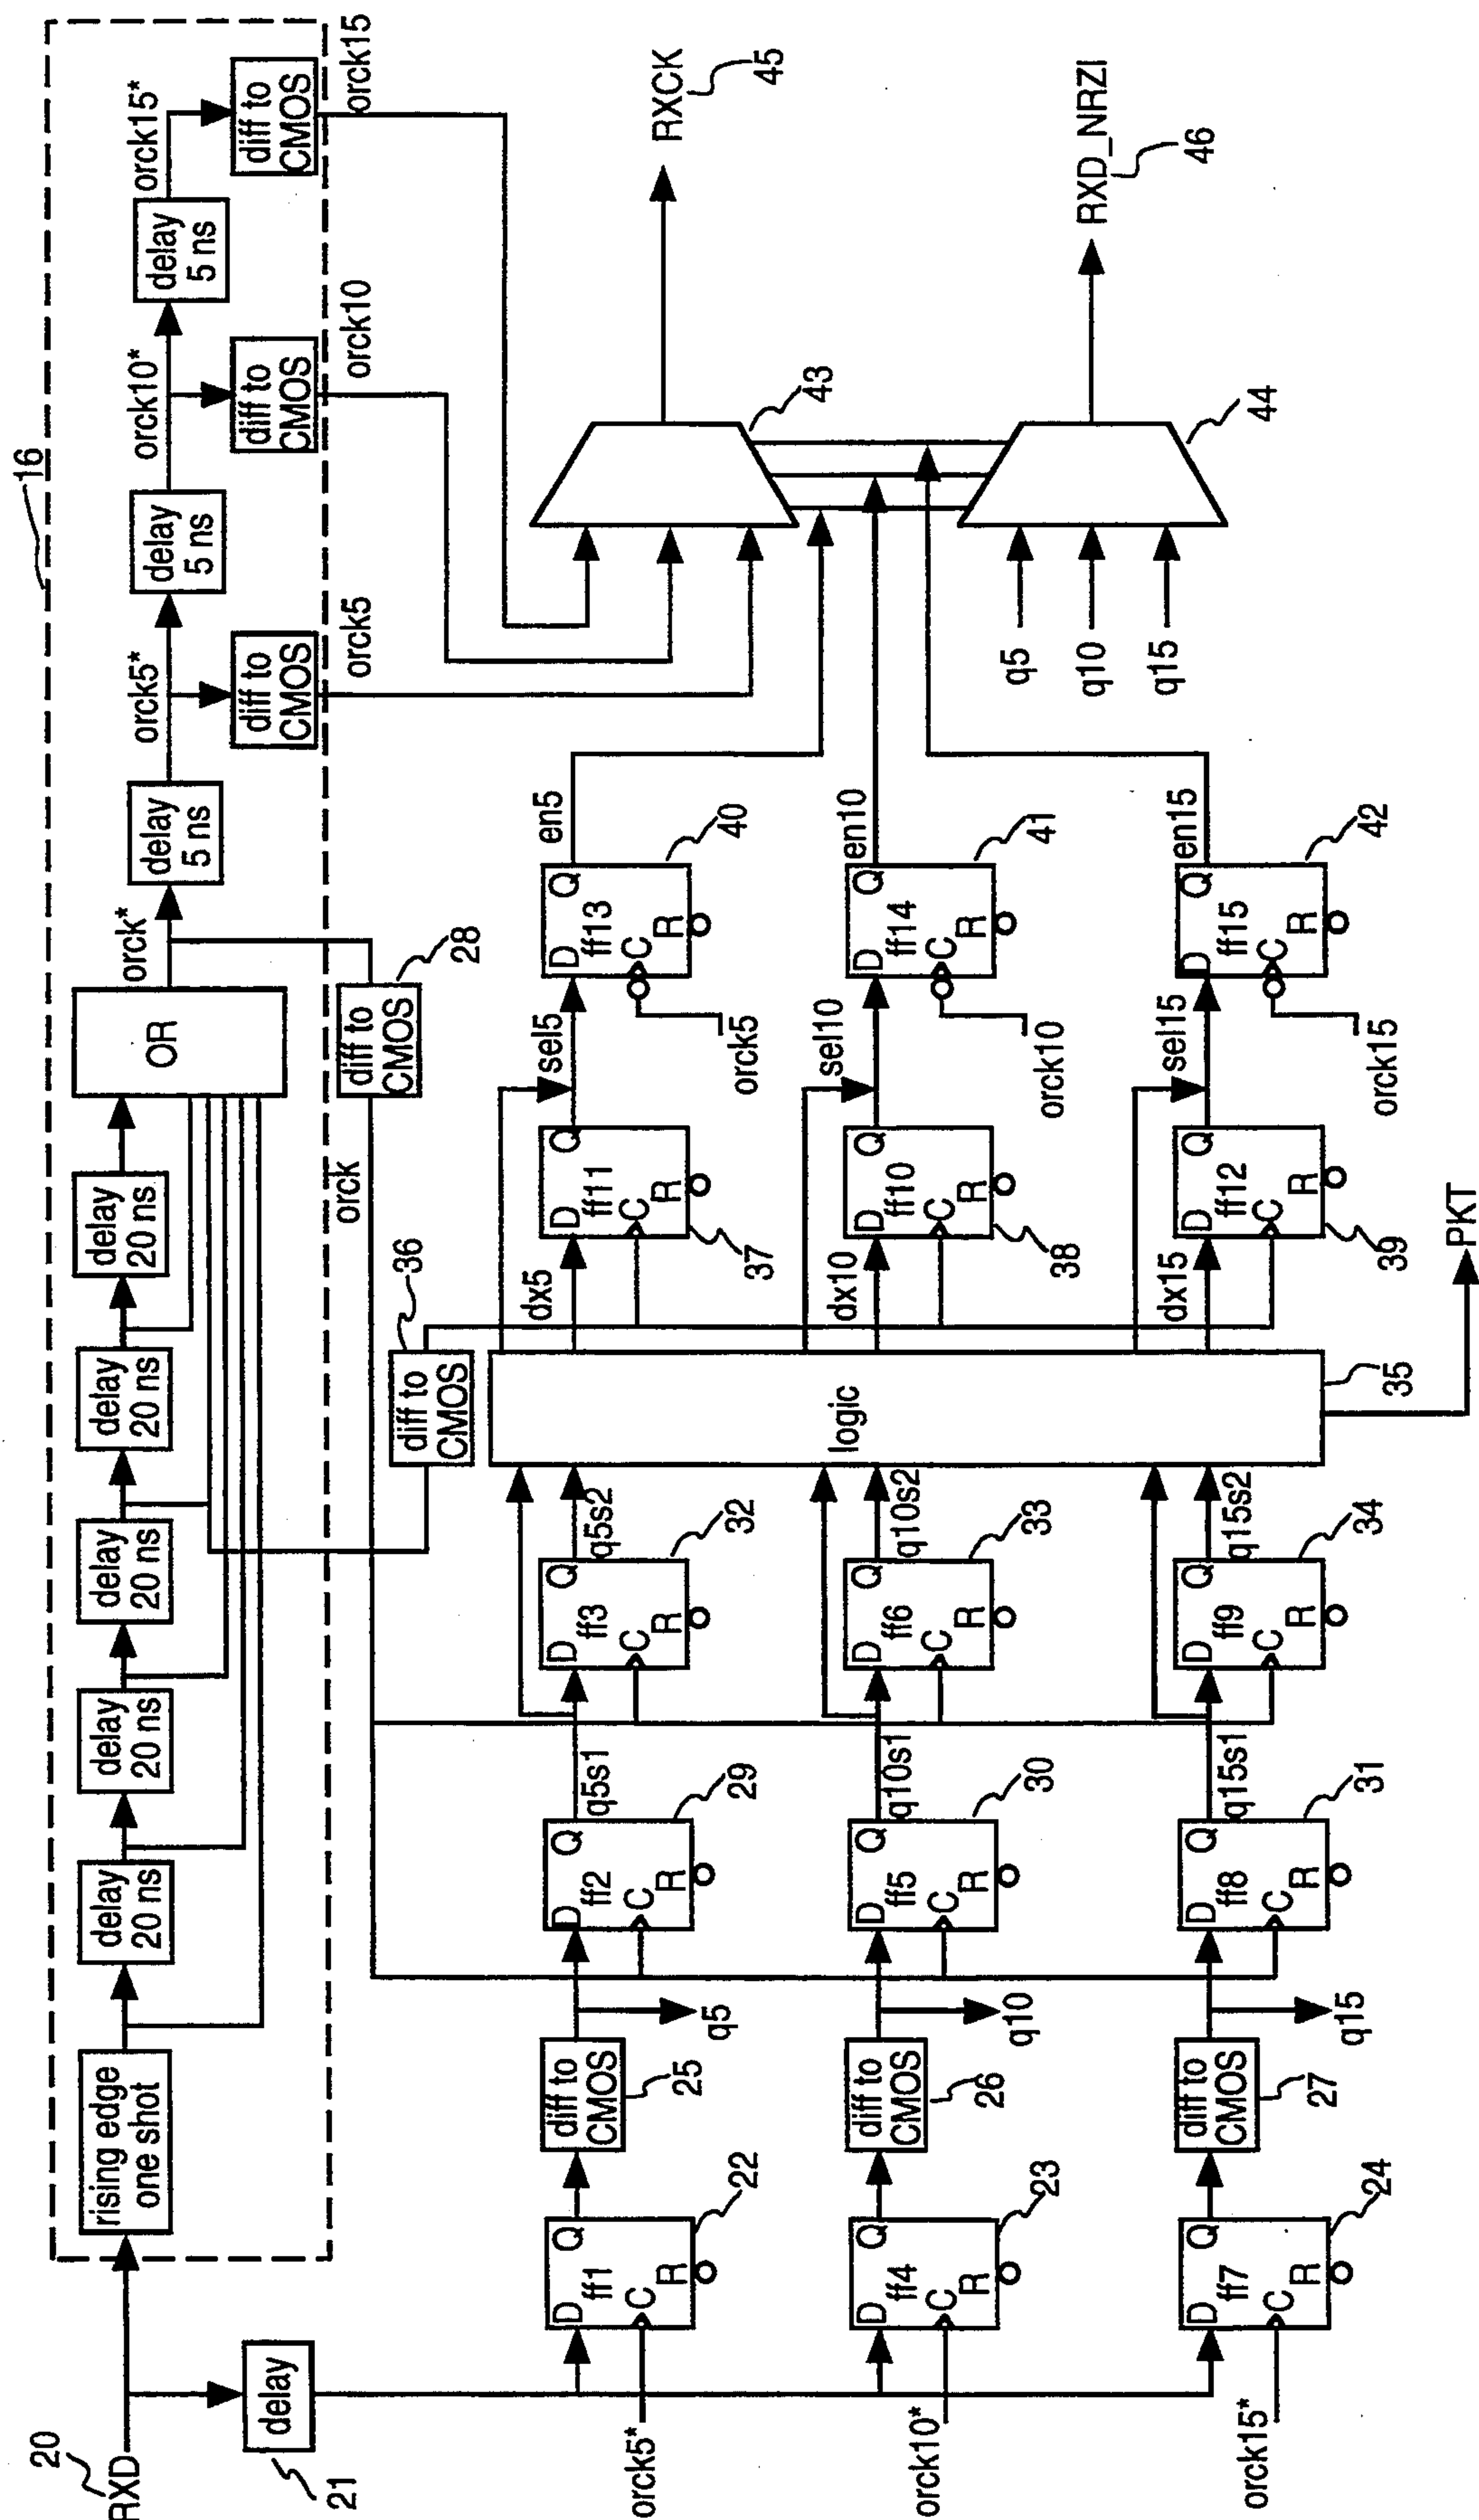 16
20
RXD
rising edge
one shot
delay
20 ns
delay
20 ns
delay
20 ns
delay
20 ns
delay
20 ns
OR
orck*
delay
5 ns
orck5*
delay
5 ns
orck10*
delay
5 ns
orck15*
diff to
CMOS
orck5
diff to
CMOS
orck10
diff to
CMOS
orck15
diff to
CMOS
28
orck
delay
21
diff to
CMOS
36
orck5*
D
Q
ff1
C
R
22
diff to
CMOS
25
q5
D
Q
ff2
C
R
29
q5s1
D
Q
ff3
C
R
32
q5s2
dx5
D
Q
ff11
C
R
37
sel5
D
Q
ff13
C
R
40
orck5
en5
orck10*
D
Q
ff4
C
R
23
diff to
CMOS
26
q10
D
Q
ff5
C
R
30
q10s1
D
Q
ff6
C
R
33
q10s2
logic
35
dx10
D
Q
ff10
C
R
38
sel10
D
Q
ff14
C
R
41
orck10
en10
orck15*
D
Q
ff7
C
R
24
diff to
CMOS
27
q15
D
Q
ff8
C
R
31
q15s1
D
Q
ff9
C
R
34
q15s2
dx15
D
Q
ff12
C
R
39
sel15
D
Q
ff15
C
R
42
orck15
en15
PKT
43
RXCK
45
q5
q10
q15
44
RXD_NRZI
46